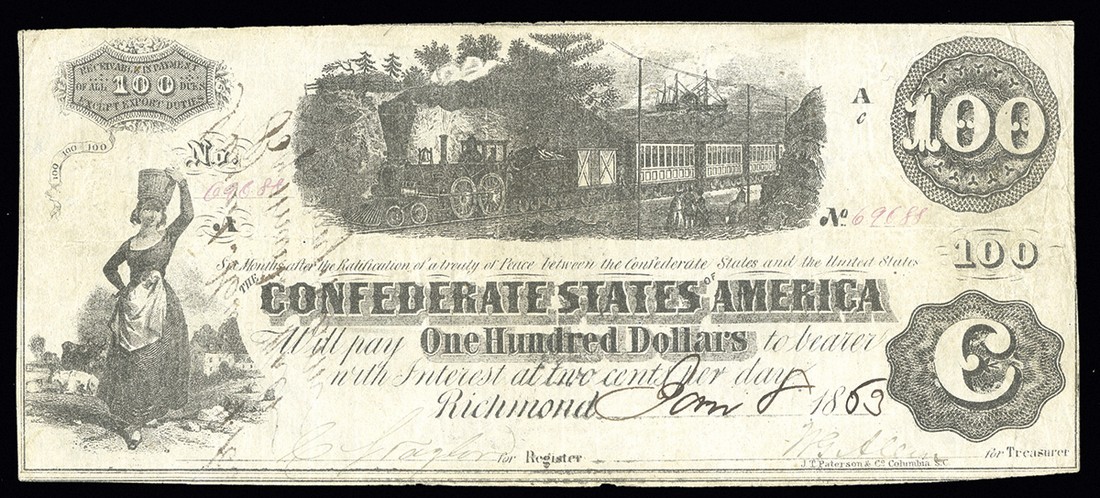 RECEIVABLE IN PAYMENT
OF ALL 100 DUES
EXCEPT EXPORT DUTIES
100 100 100
No.
69688
A
A
c
100
No 69688
100
Six Months after the Ratification of a treaty of Peace between the Confederate States and the United States
THE
CONFEDERATE STATES OF AMERICA
Will pay One Hundred Dollars to bearer
with Interest at two cents per day.
Richmond Jan 8 1863
C
for Register
for Treasurer
J.T. Paterson & Co. Columbia. S.C.